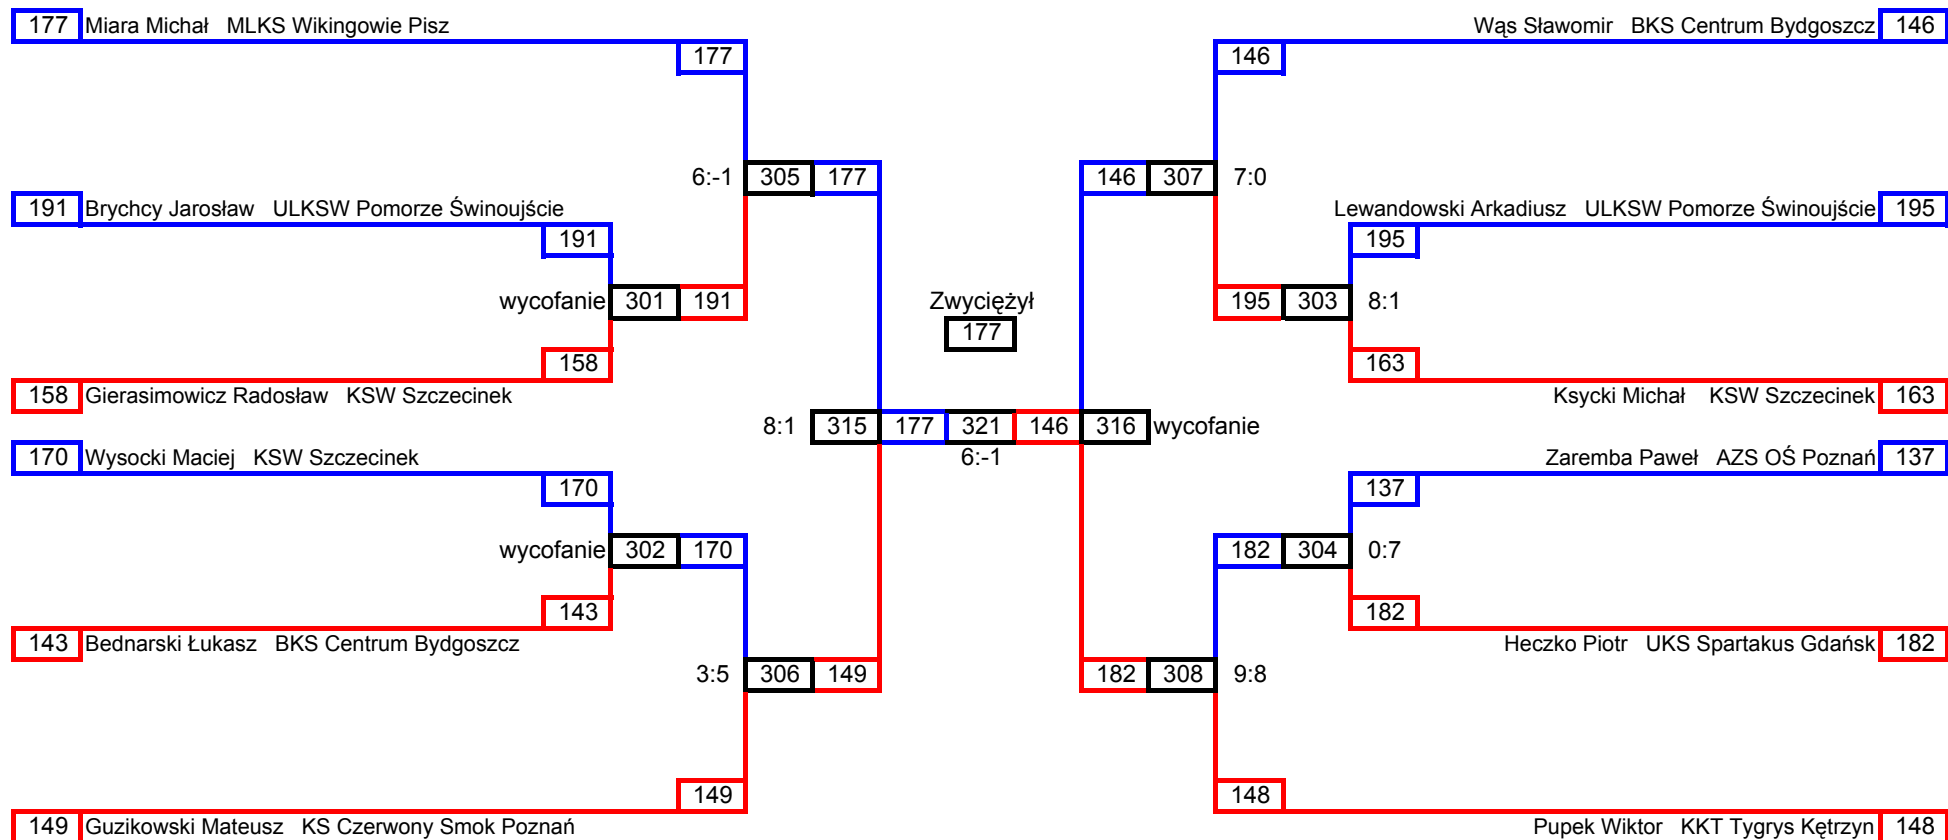 177 Miara Michał MLKS Wikingowie Pisz
Wąs Sławomir BKS Centrum Bydgoszcz 146
177
146
6:-1 305 177
146 307 7:0
191 Brychcy Jarosław ULKSW Pomorze Świnoujście
Lewandowski Arkadiusz ULKSW Pomorze Świnoujście 195
191
195
wycofanie 301 191
Zwyciężył
195 303 8:1
177
158
163
158 Gierasimowicz Radosław KSW Szczecinek
Ksycki Michał KSW Szczecinek 163
8:1 315 177 321 146 316 wycofanie
6:-1
170 Wysocki Maciej KSW Szczecinek
Zaremba Paweł AZS OŚ Poznań 137
170
137
wycofanie 302 170
182 304 0:7
143
182
143 Bednarski Łukasz BKS Centrum Bydgoszcz
Heczko Piotr UKS Spartakus Gdańsk 182
3:5 306 149
182 308 9:8
149
148
149 Guzikowski Mateusz KS Czerwony Smok Poznań
Pupek Wiktor KKT Tygrys Kętrzyn 148